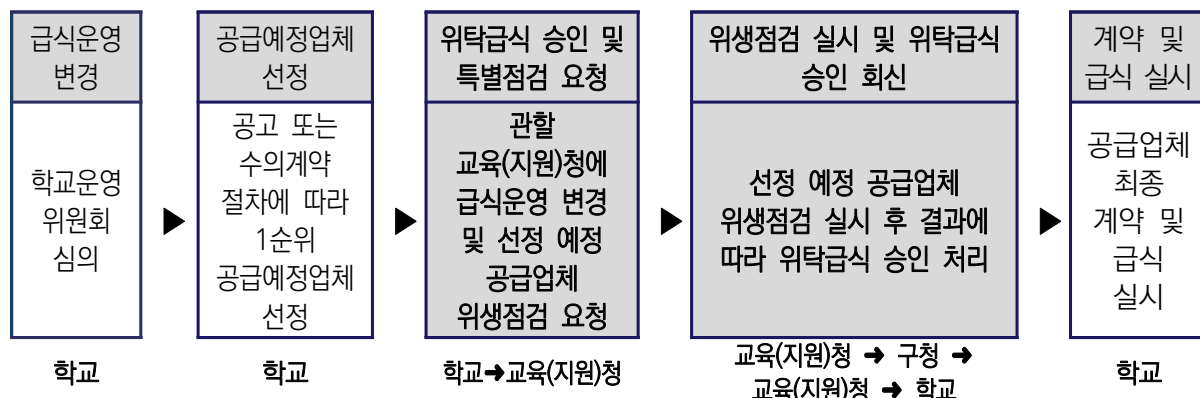 급식운영
변경
학교운영
위원회
심의
학교
▶
공급예정업체
선정
공고 또는
수의계약
절차에 따라
1순위
공급예정업체
선정
학교
▶
위탁급식 승인 및
특별점검 요청
관할
교육(지원)청에
급식운영 변경
및 선정 예정
공급업체
위생점검 요청
학교➜교육(지원)청
▶
위생점검 실시 및 위탁급식
승인 회신
선정 예정 공급업체
위생점검 실시 후 결과에
따라 위탁급식 승인 처리
교육(지원)청 ➜ 구청 ➜
교육(지원)청 ➜ 학교
▶
계약 및
급식 실시
공급업체
최종
계약 및
급식
실시
학교